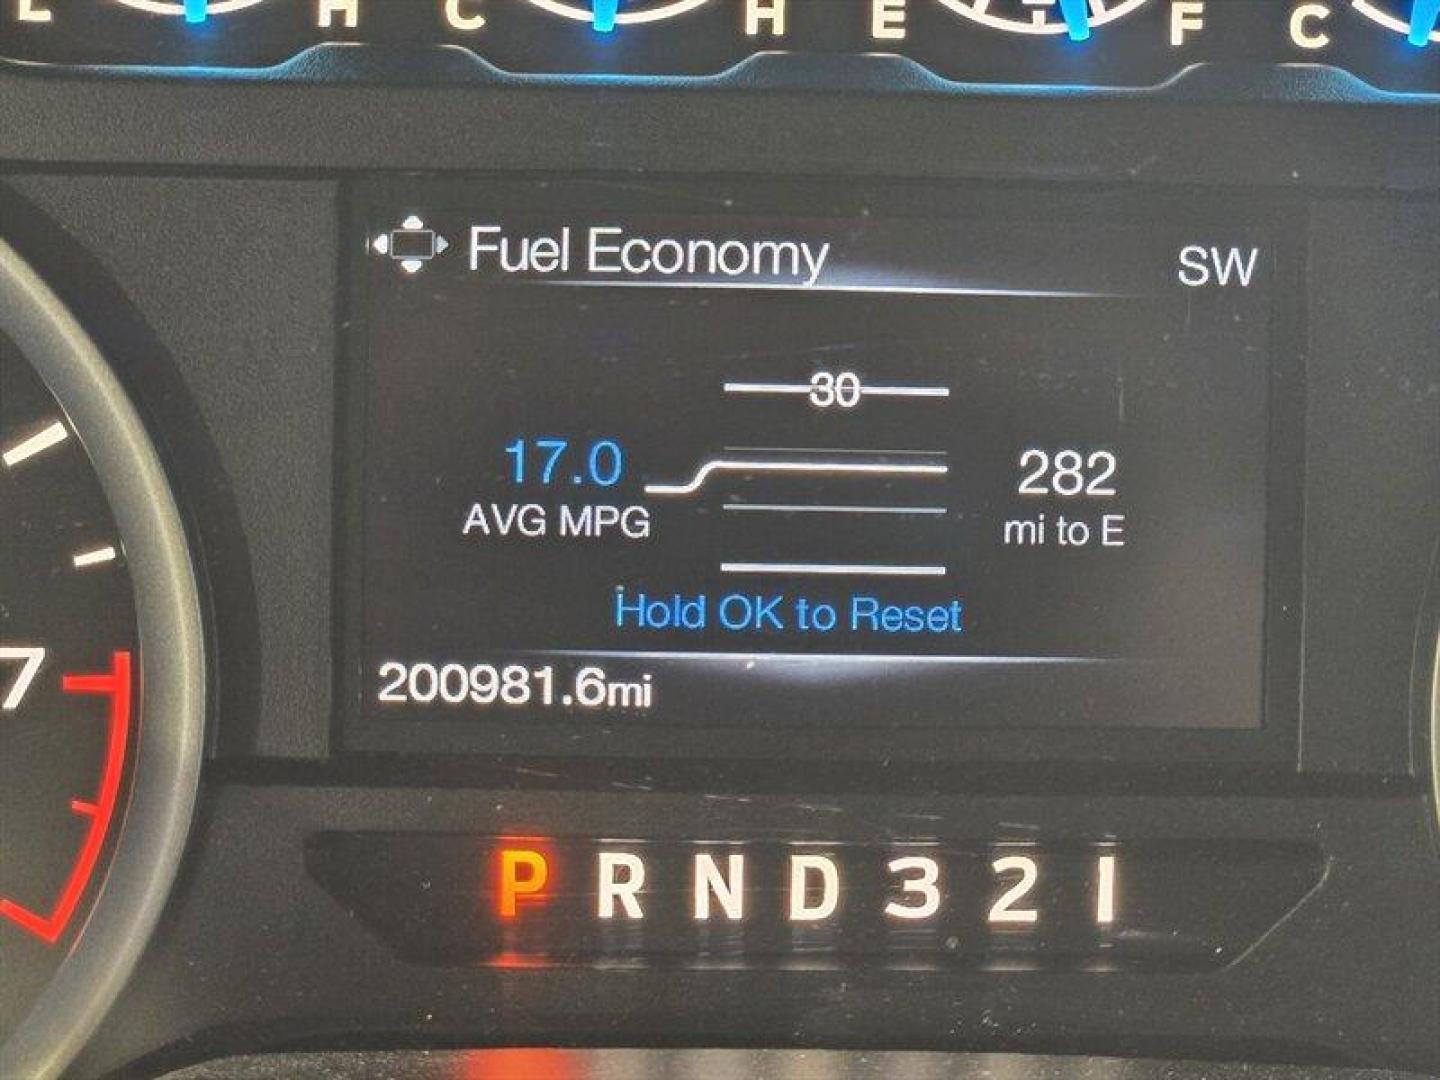 L H C H E F C
Fuel Economy SW
30
17.0 282
AVG MPG mi to E
Hold OK to Reset
200981.6mi
7
P R N D 3 2 1